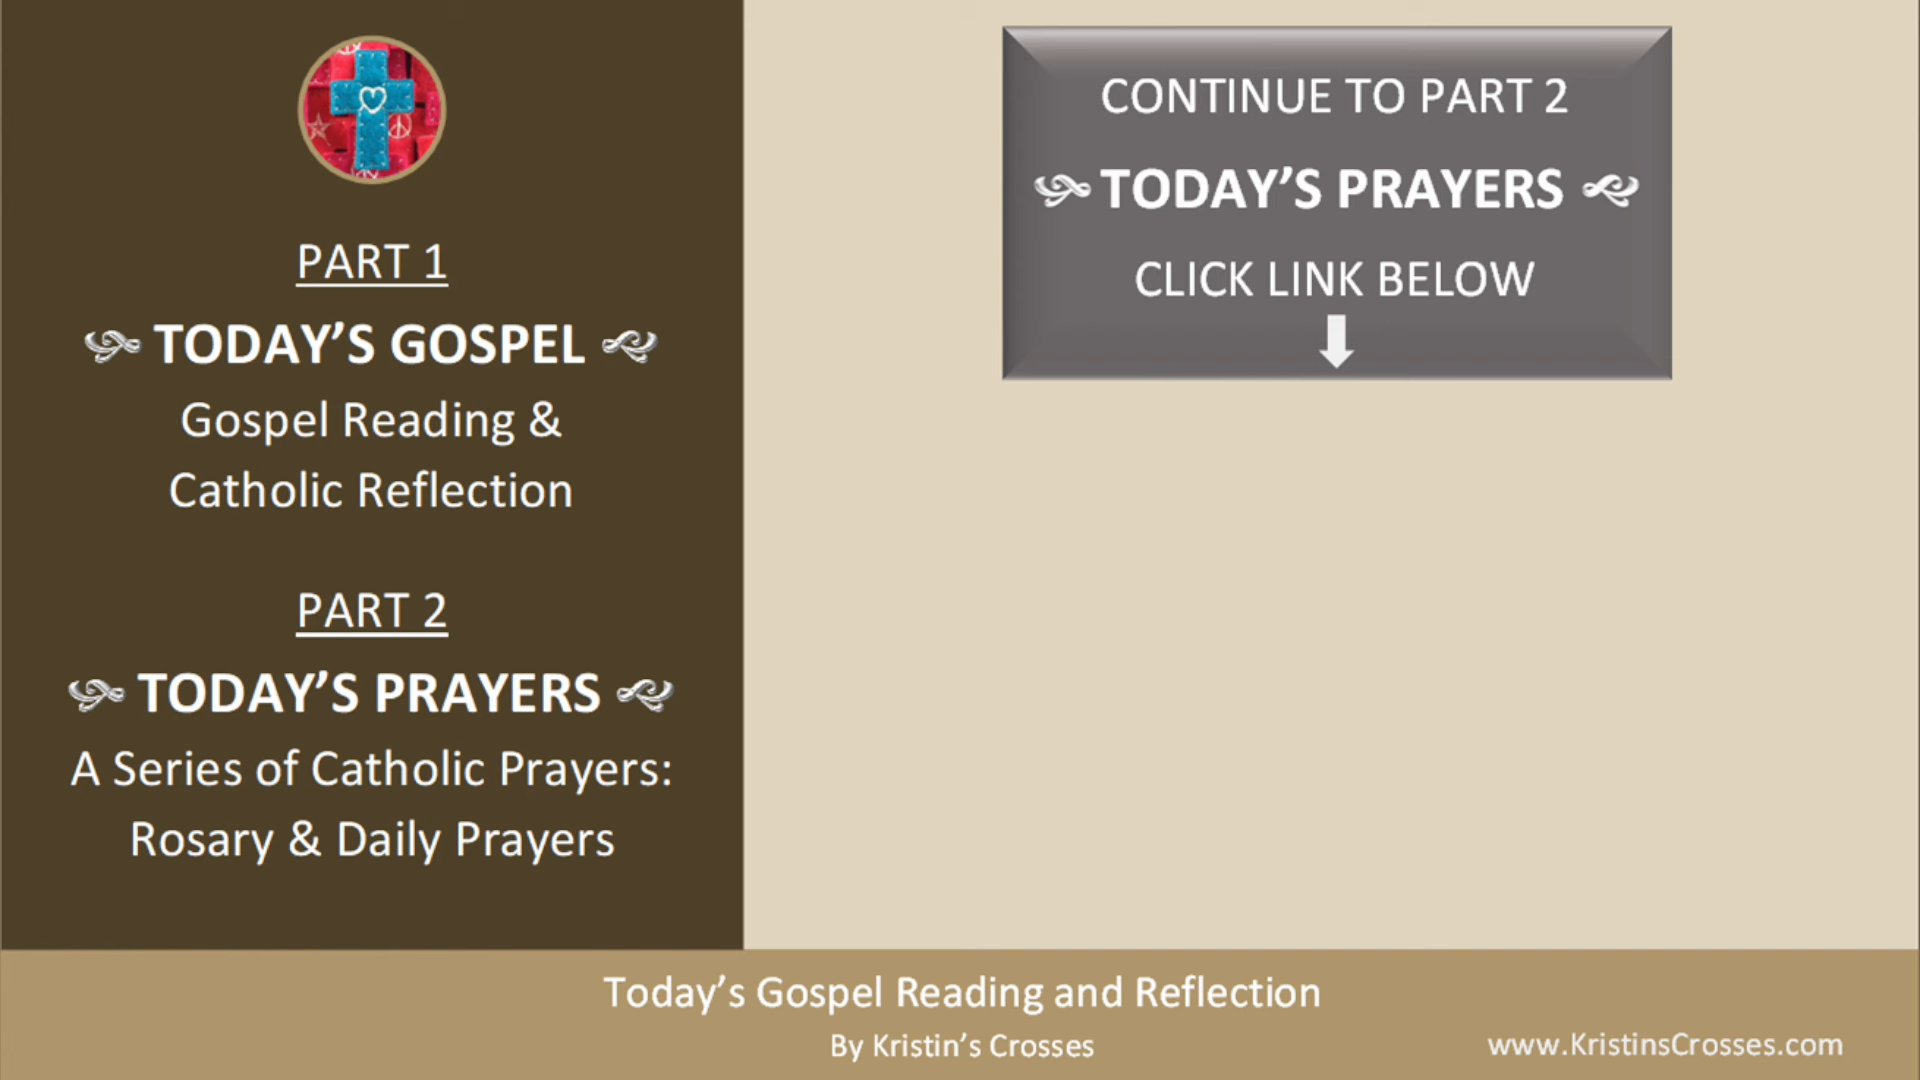 PART 1
TODAY'S GOSPEL
Gospel Reading &
Catholic Reflection
PART 2
TODAY'S PRAYERS
A Series of Catholic Prayers:
Rosary & Daily Prayers
CONTINUE TO PART 2
TODAY'S PRAYERS
CLICK LINK BELOW
Today's Gospel Reading and Reflection
By Kristin's Crosses
www.KristinsCrosses.com